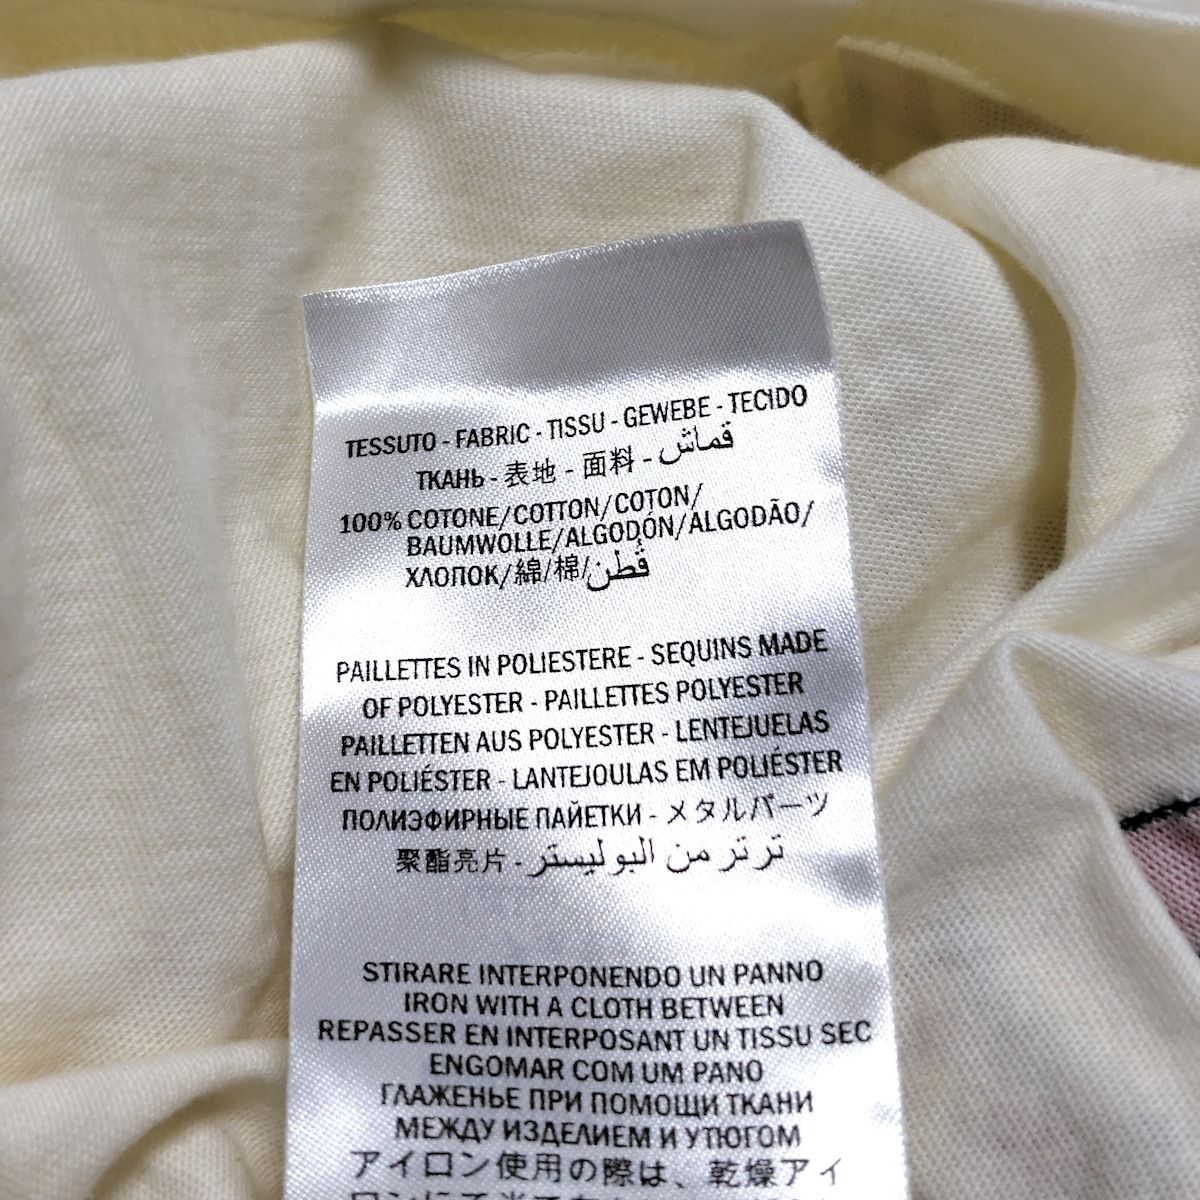 TESSUTO - FABRIC - TISSU - GEWEBE - TECIDO
ТКАНЬ - 表地 - 面料 - قماش
100% COTONE/COTTON/COTON/
BAUMWOLLE/ALGODÓN/ALGODÃO/
ХЛОПОК/綿/棉/قُطن
PAILLETTES IN POLIESTERE - SEQUINS MADE
OF POLYESTER - PAILLETTES POLYESTER
PAILLETTEN AUS POLYESTER - LENTEJUELAS
EN POLIÉSTER - LANTEJOULAS EM POLIÉSTER
ПОЛИЭФИРНЫЕ ПАЙЕТКИ - メタルパーツ
聚酯亮片 - ترتر من البوليستر
STIRARE INTERPONENDO UN PANNO
IRON WITH A CLOTH BETWEEN
REPASSER EN INTERPOSANT UN TISSU SEC
ENGOMAR COM UM PANO
ГЛАЖЕНЬЕ ПРИ ПОМОЩИ ТКАНИ
МЕЖДУ ИЗДЕЛИЕМ И УТЮГОМ
アイロン使用の際は、乾燥アイ